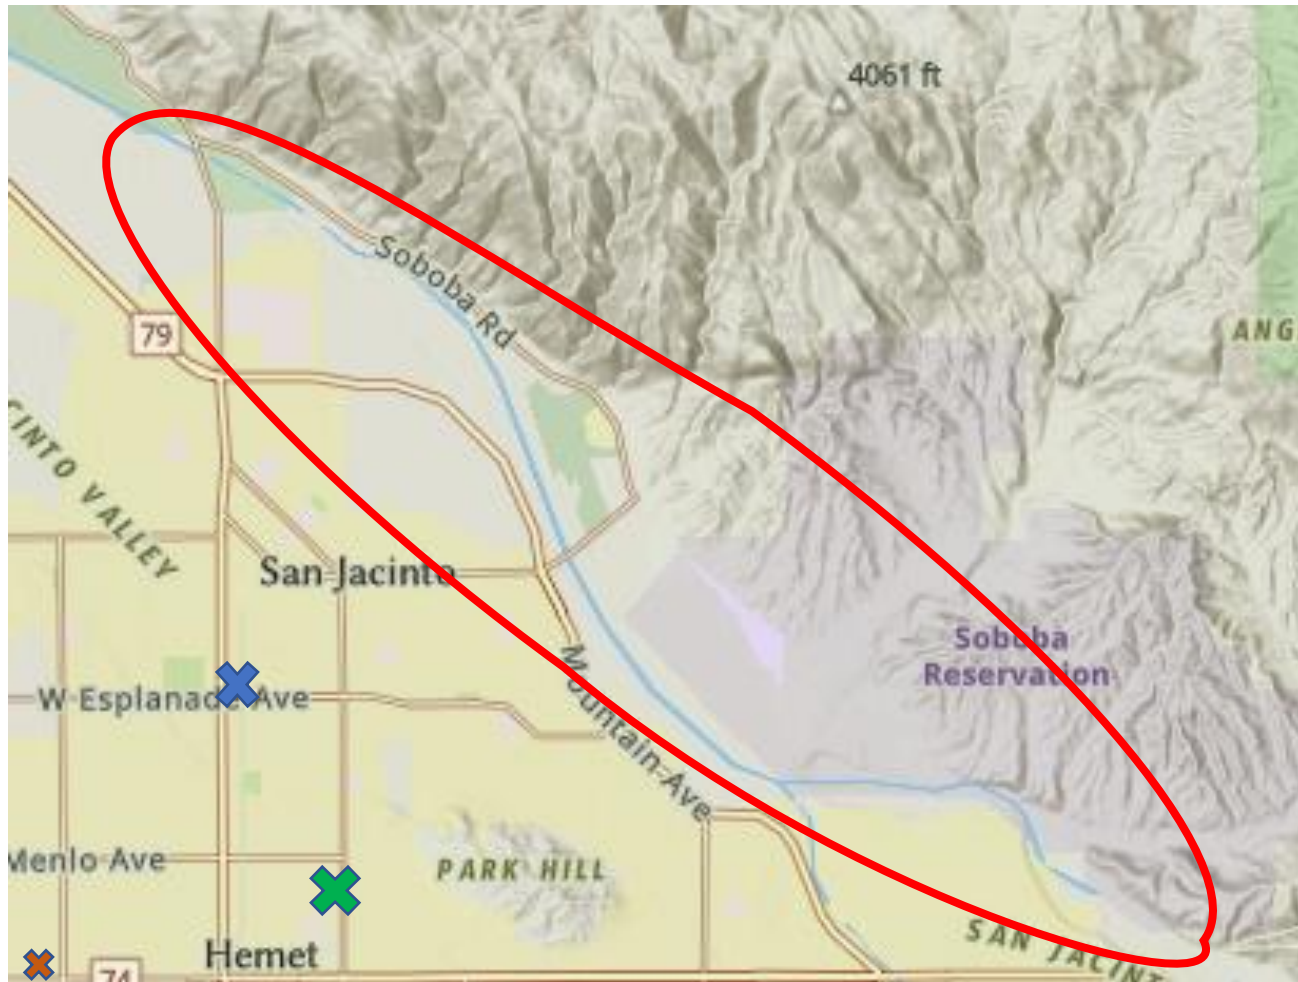 4061 ft
Soboba Rd
79
ANG
CINTO VALLEY
San Jacinto
Soboba
Reservation
W Esplanade Ave
Mountain Ave
Menlo Ave
PARK HILL
Hemet
SAN JACINT
74